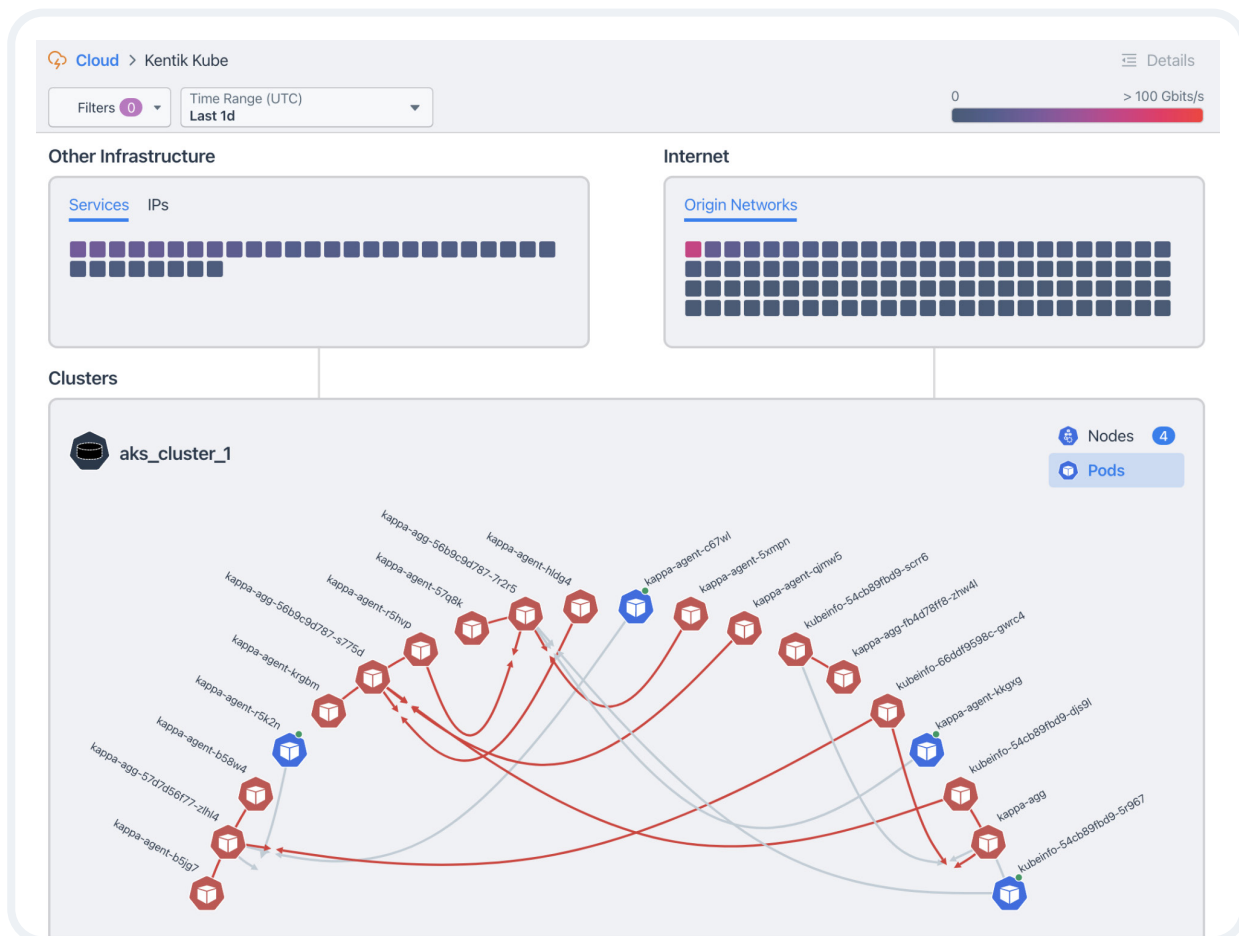 Cloud > Kentik Kube
Details
Filters 0
Time Range (UTC)
Last 1d
0
> 100 Gbits/s
Other Infrastructure
Internet
Services IPs
Origin Networks
Clusters
aks_cluster_1
Nodes 4
Pods
kappa-agent-b5jg7
kappa-agg-57d7d56f77-zlhl4
kappa-agent-b58w4
kappa-agent-r5k2n
kappa-agent-krgbm
kappa-agg-56b9c9d787-s775d
kappa-agent-r5hvp
kappa-agent-57q8k
kappa-agg-56b9c9d787-7r2r5
kappa-agent-hldg4
kappa-agent-c67wl
kappa-agent-5xmpn
kappa-agent-qjmw5
kubeinfo-54cb89fbd9-scrr6
kappa-agg-fb4d78ff8-zhw4l
kubeinfo-66ddf9598c-gwrc4
kappa-agent-kkgxg
kubeinfo-54cb89fbd9-djs9l
kappa-agg
kubeinfo-54cb89fbd9-5r967